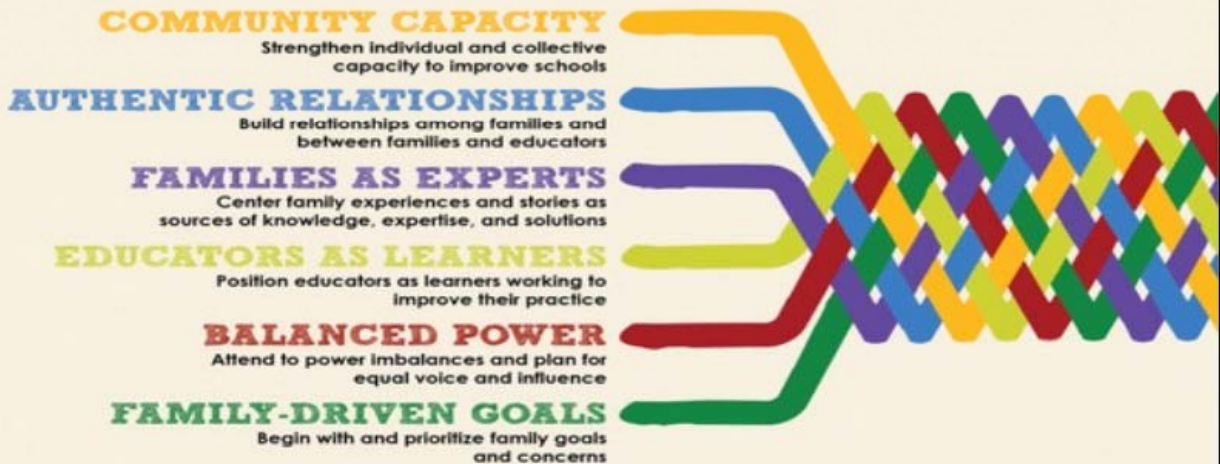 COMMUNITY CAPACITY
Strengthen individual and collective
capacity to improve schools
AUTHENTIC RELATIONSHIPS
Build relationships among families and
between families and educators
FAMILIES AS EXPERTS
Center family experiences and stories as
sources of knowledge, expertise, and solutions
EDUCATORS AS LEARNERS
Position educators as learners working to
improve their practice
BALANCED POWER
Attend to power imbalances and plan for
equal voice and influence
FAMILY-DRIVEN GOALS
Begin with and prioritize family goals
and concerns